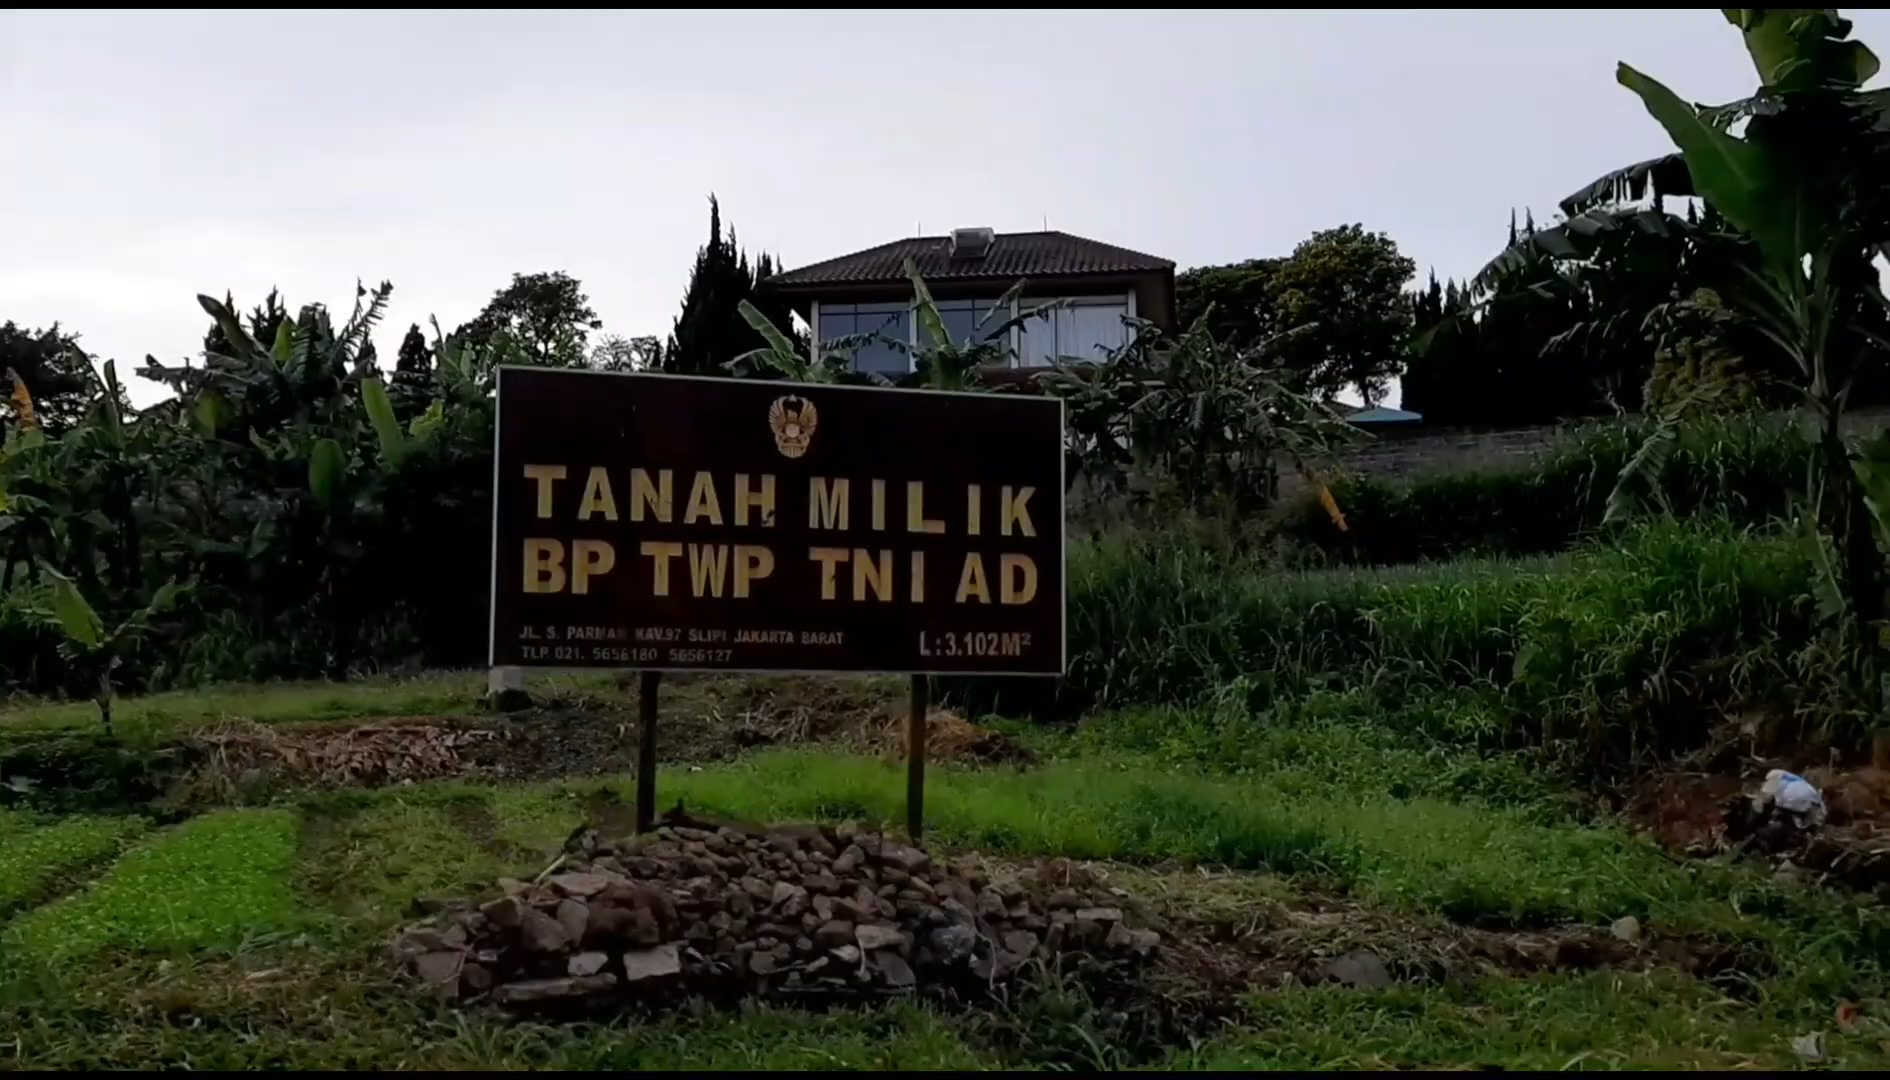 TANAH MILIK
BP TWP TNI AD
JL. S. PARMAN KAV.97 SLIPI JAKARTA BARAT
TLP. 021. 5656180 5656127
L : 3.102M²